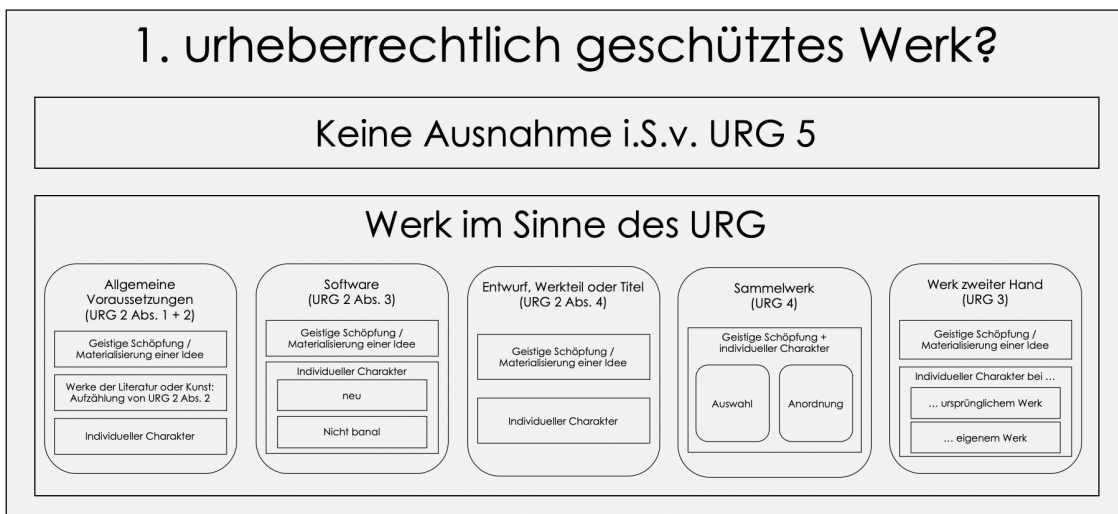 1. urheberrechtlich geschütztes Werk?
Keine Ausnahme i.S.v. URG 5
Werk im Sinne des URG
Allgemeine
Voraussetzungen
(URG 2 Abs. 1 + 2)
Geistige Schöpfung /
Materialisierung einer Idee
Werke der Literatur oder Kunst:
Aufzählung von URG 2 Abs. 2
Individueller Charakter
Software
(URG 2 Abs. 3)
Geistige Schöpfung /
Materialisierung einer Idee
Individueller Charakter
neu
Nicht banal
Entwurf, Werkteil oder Titel
(URG 2 Abs. 4)
Geistige Schöpfung /
Materialisierung einer Idee
Individueller Charakter
Sammelwerk
(URG 4)
Geistige Schöpfung +
individueller Charakter
Auswahl
Anordnung
Werk zweiter Hand
(URG 3)
Geistige Schöpfung /
Materialisierung einer Idee
Individueller Charakter bei …
… ursprünglichem Werk
… eigenem Werk